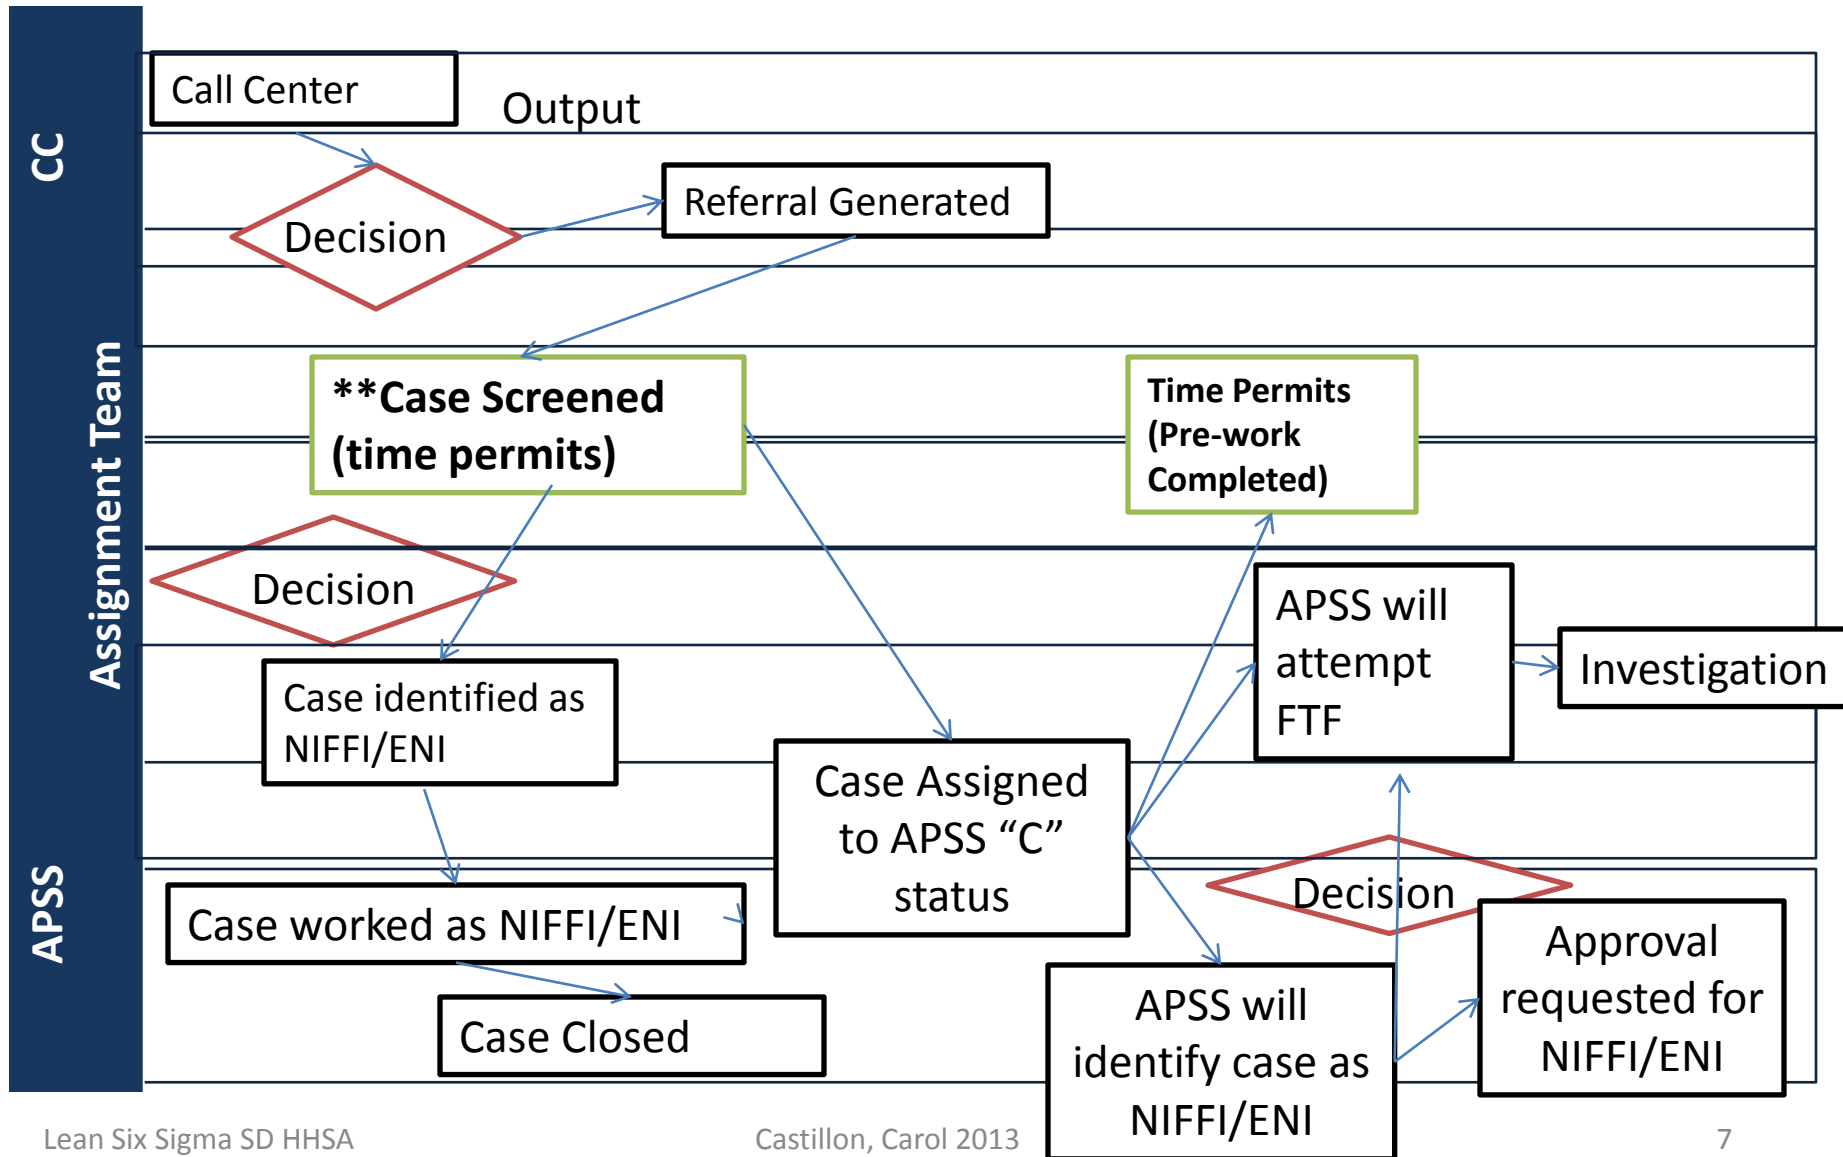 CC
Assignment Team
APSS
Call Center
Output
Decision
Referral Generated
**Case Screened
(time permits)
Time Permits
(Pre-work
Completed)
Decision
APSS will
attempt
FTF
Investigation
Case identified as
NIFFI/ENI
Case Assigned
to APSS “C”
status
Decision
Case worked as NIFFI/ENI
Approval
requested for
NIFFI/ENI
Case Closed
APSS will
identify case as
NIFFI/ENI
Lean Six Sigma SD HHSA
Castillon, Carol 2013
7